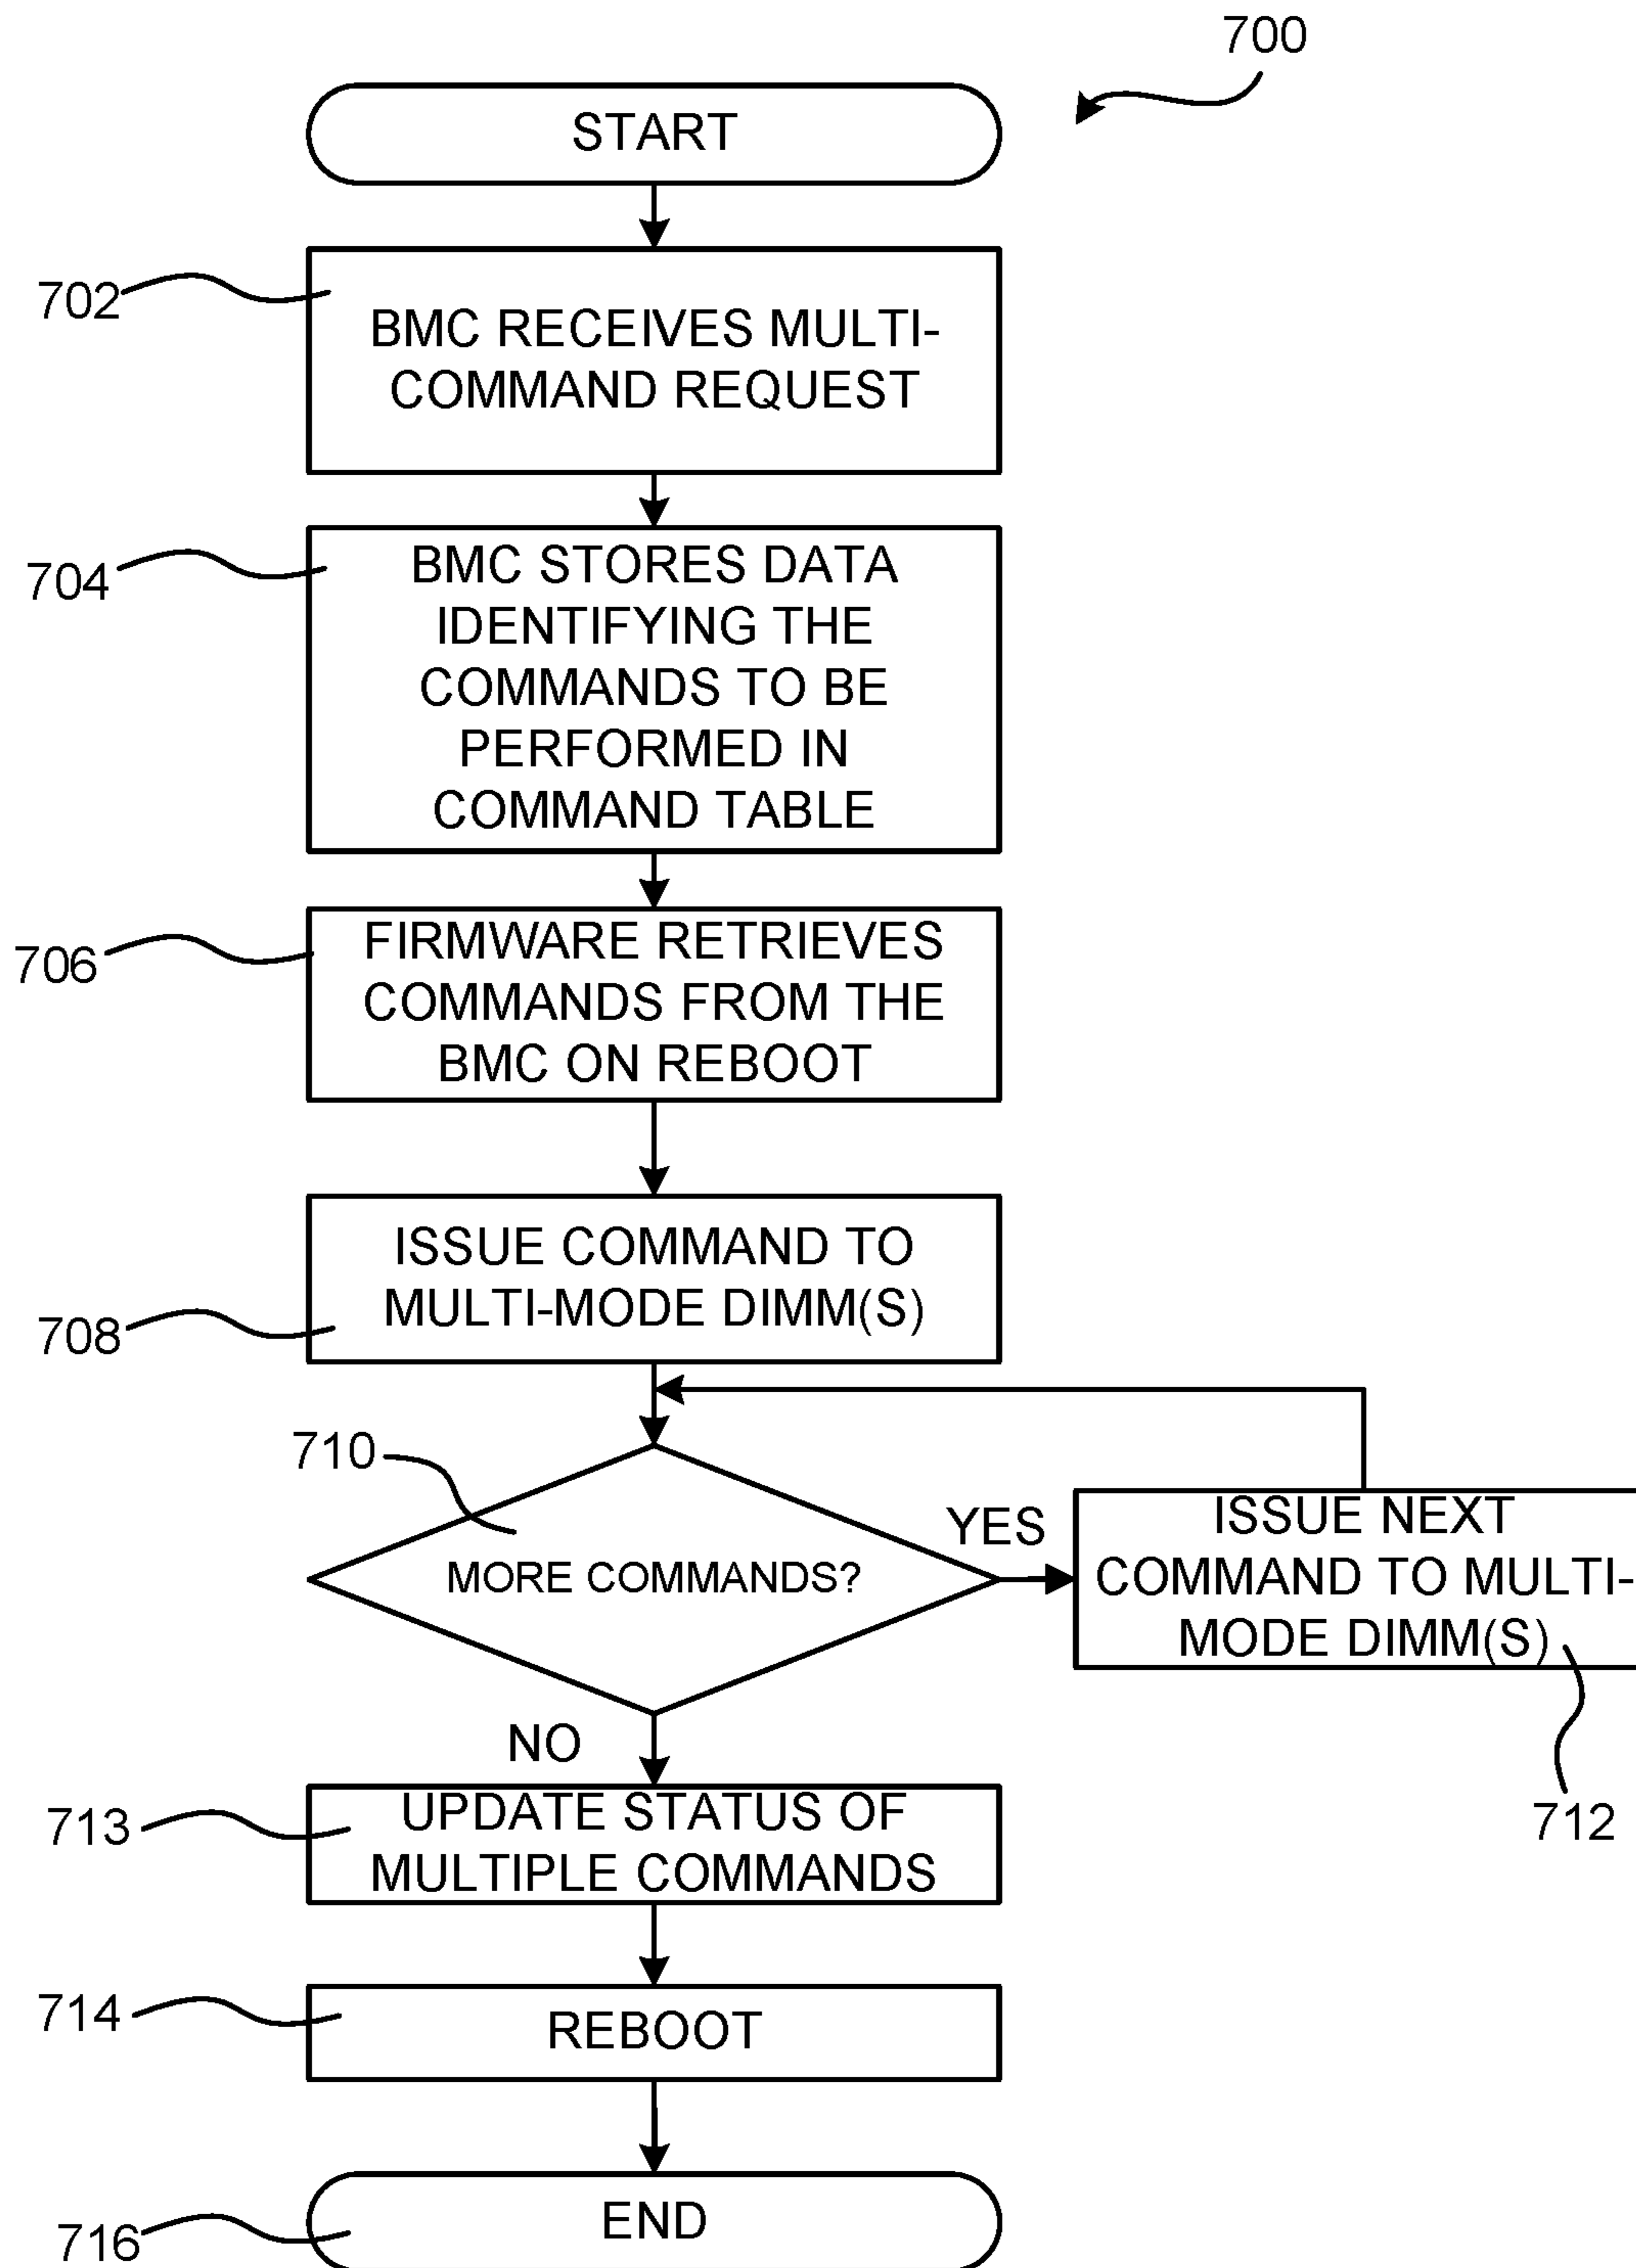 700
START
702
BMC RECEIVES MULTI-
COMMAND REQUEST
704
BMC STORES DATA
IDENTIFYING THE
COMMANDS TO BE
PERFORMED IN
COMMAND TABLE
706
FIRMWARE RETRIEVES
COMMANDS FROM THE
BMC ON REBOOT
ISSUE COMMAND TO
MULTI-MODE DIMM(S)
708
710
MORE COMMANDS?
YES
ISSUE NEXT
COMMAND TO MULTI-
MODE DIMM(S)
712
NO
713
UPDATE STATUS OF
MULTIPLE COMMANDS
714
REBOOT
716
END